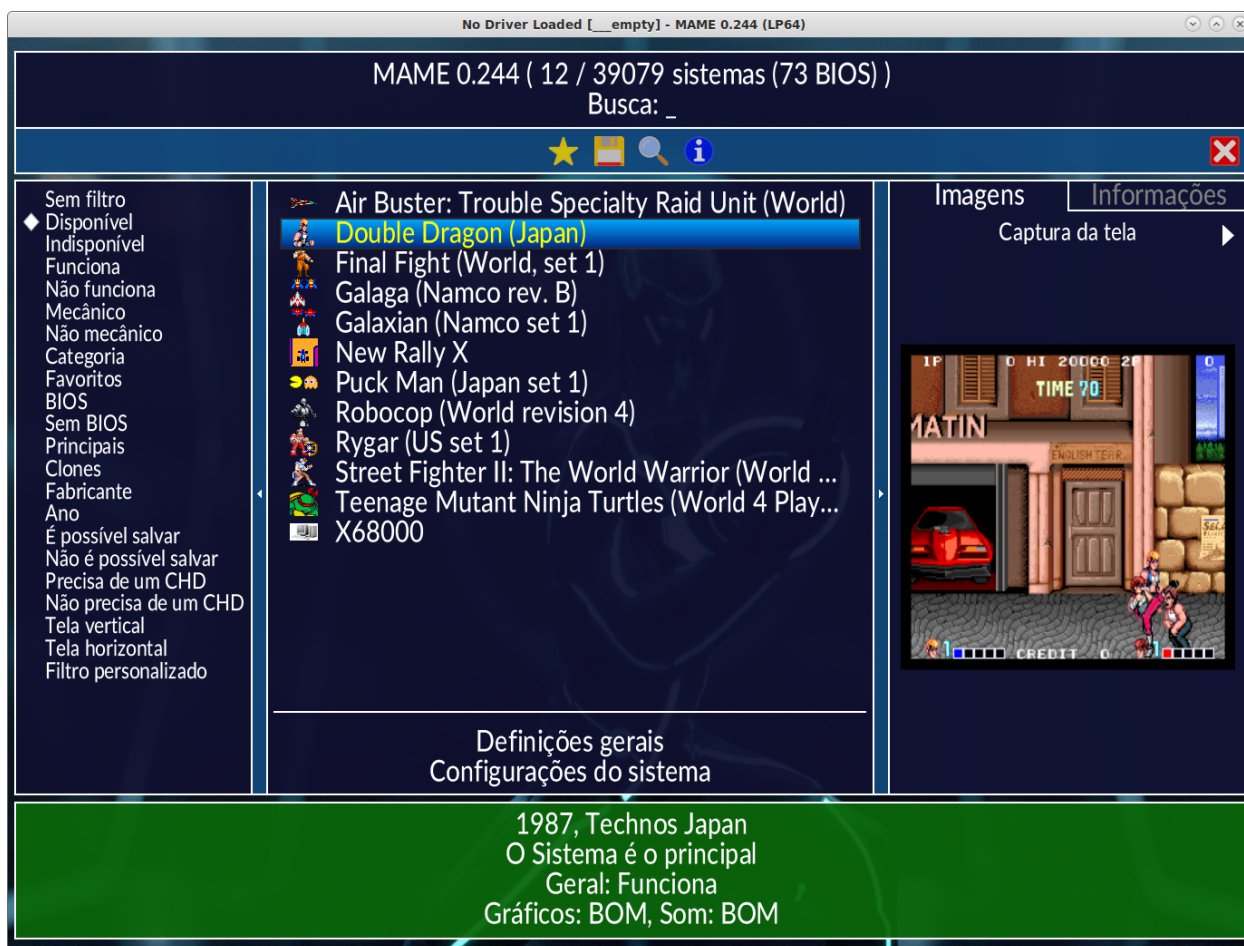 No Driver Loaded [___empty] - MAME 0.244 (LP64)
MAME 0.244 ( 12 / 39079 sistemas (73 BIOS) )
Busca: _
Sem filtro
Disponível
Indisponível
Funciona
Não funciona
Mecânico
Não mecânico
Categoria
Favoritos
BIOS
Sem BIOS
Principais
Clones
Fabricante
Ano
É possível salvar
Não é possível salvar
Precisa de um CHD
Não precisa de um CHD
Tela vertical
Tela horizontal
Filtro personalizado
Air Buster: Trouble Specialty Raid Unit (World)
Double Dragon (Japan)
Final Fight (World, set 1)
Galaga (Namco rev. B)
Galaxian (Namco set 1)
New Rally X
Puck Man (Japan set 1)
Robocop (World revision 4)
Rygar (US set 1)
Street Fighter II: The World Warrior (World ...
Teenage Mutant Ninja Turtles (World 4 Play...
X68000
Definições gerais
Configurações do sistema
Imagens Informações
Captura da tela
1P 0 HI 20000 2P 0
TIME 70
MATIN
ENGLISH TEAR..
1 CREDIT 0 1
1987, Technos Japan
O Sistema é o principal
Geral: Funciona
Gráficos: BOM, Som: BOM